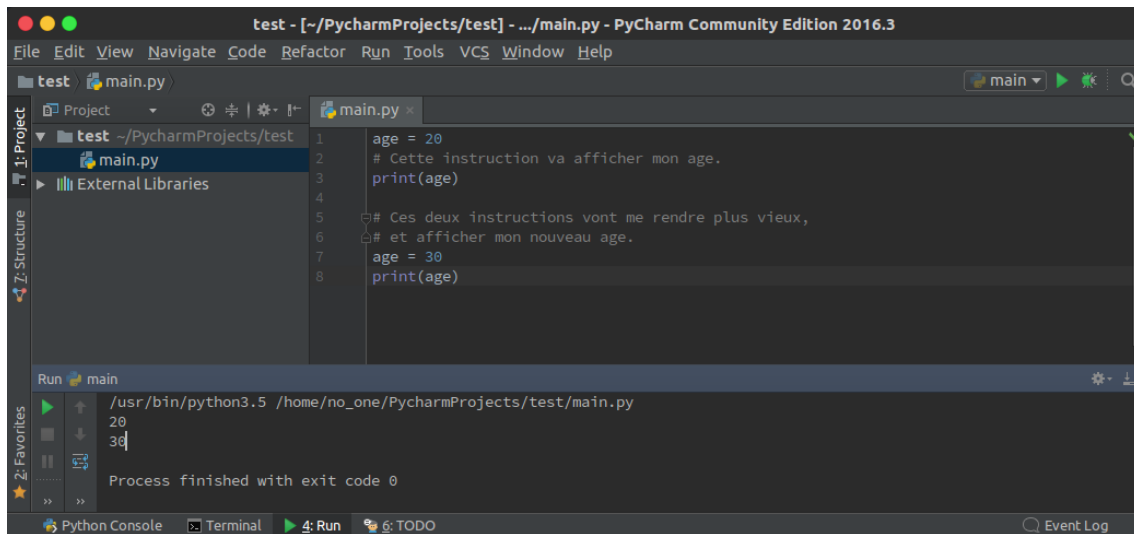 test - [~/PycharmProjects/test] - .../main.py - PyCharm Community Edition 2016.3
File Edit View Navigate Code Refactor Run Tools VCS Window Help
test main.py main
1: Project
Project
test ~/PycharmProjects/test
main.py
External Libraries
7: Structure
2: Favorites
main.py ×
1 age = 20
2 # Cette instruction va afficher mon age.
3 print(age)
4
5 # Ces deux instructions vont me rendre plus vieux,
6 # et afficher mon nouveau age.
7 age = 30
8 print(age)
Run main
/usr/bin/python3.5 /home/no_one/PycharmProjects/test/main.py
20
30
Process finished with exit code 0
Python Console Terminal 4: Run 6: TODO Event Log